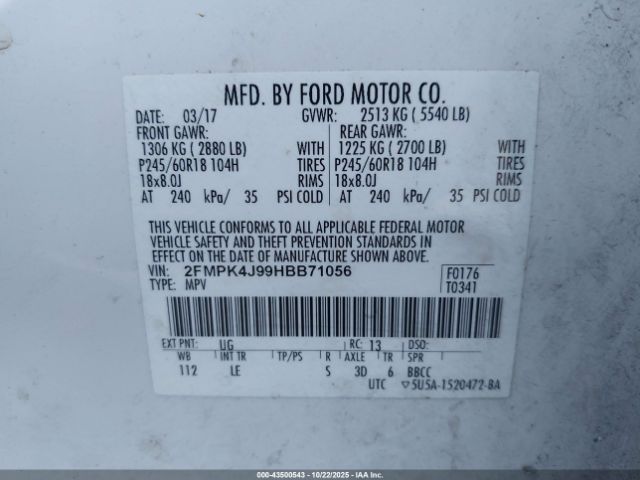 MFD. BY FORD MOTOR CO.
DATE: 03/17 GVWR: 2513 KG ( 5540 LB)
FRONT GAWR: REAR GAWR:
1306 KG ( 2880 LB) WITH 1225 KG ( 2700 LB) WITH
P245/60R18 104H TIRES P245/60R18 104H TIRES
18x8.0J RIMS 18x8.0J RIMS
AT 240 kPa/ 35 PSI COLD AT 240 kPa/ 35 PSI COLD
THIS VEHICLE CONFORMS TO ALL APPLICABLE FEDERAL MOTOR
VEHICLE SAFETY AND THEFT PREVENTION STANDARDS IN
EFFECT ON THE DATE OF MANUFACTURE SHOWN ABOVE.
VIN: 2FMPK4J99HBB71056 F0176
TYPE: MPV T0341
EXT PNT: UG RC: 13 DSO:
WB INT TR TP/PS R AXLE TR SPR
112 LE S 3D 6 BBCC
UTC ▽5U5A-1520472-BA
000-43500543 | 10/22/2025 | © OAA Inc.